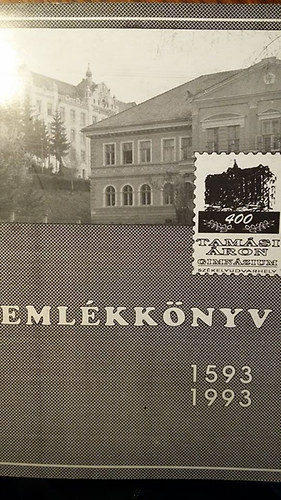 400
TAMÁSI
ÁRON
GIMNÁZIUM
SZÉKELYUDVARHELY
EMLÉKKÖNYV
1593
1993